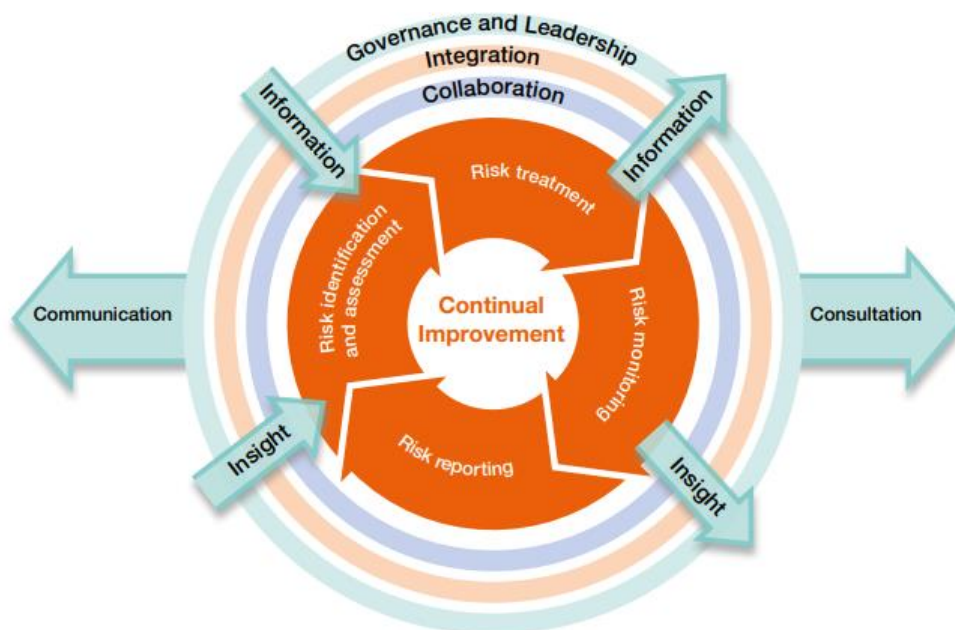 Governance and Leadership
Integration
Collaboration
Information
Information
Risk treatment
Risk identification
and assessment
Communication
Continual
Improvement
Consultation
Risk monitoring
Insight
Risk reporting
Insight